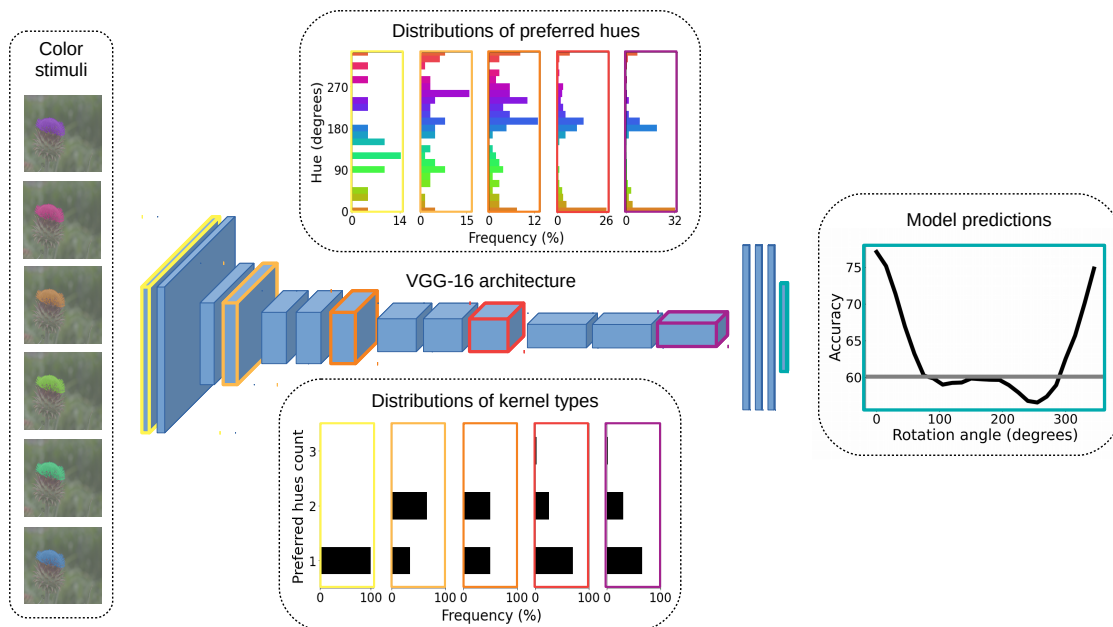 Color
stimuli
Distributions of preferred hues
Hue (degrees)
270
180
90
0
0 14 0 15 0 12 0 26 0 32
Frequency (%)
VGG-16 architecture
Distributions of kernel types
Preferred hues count
3
2
1
0 100 0 100 0 100 0 100 0 100
Frequency (%)
Model predictions
Accuracy
75
70
65
60
0 100 200 300
Rotation angle (degrees)